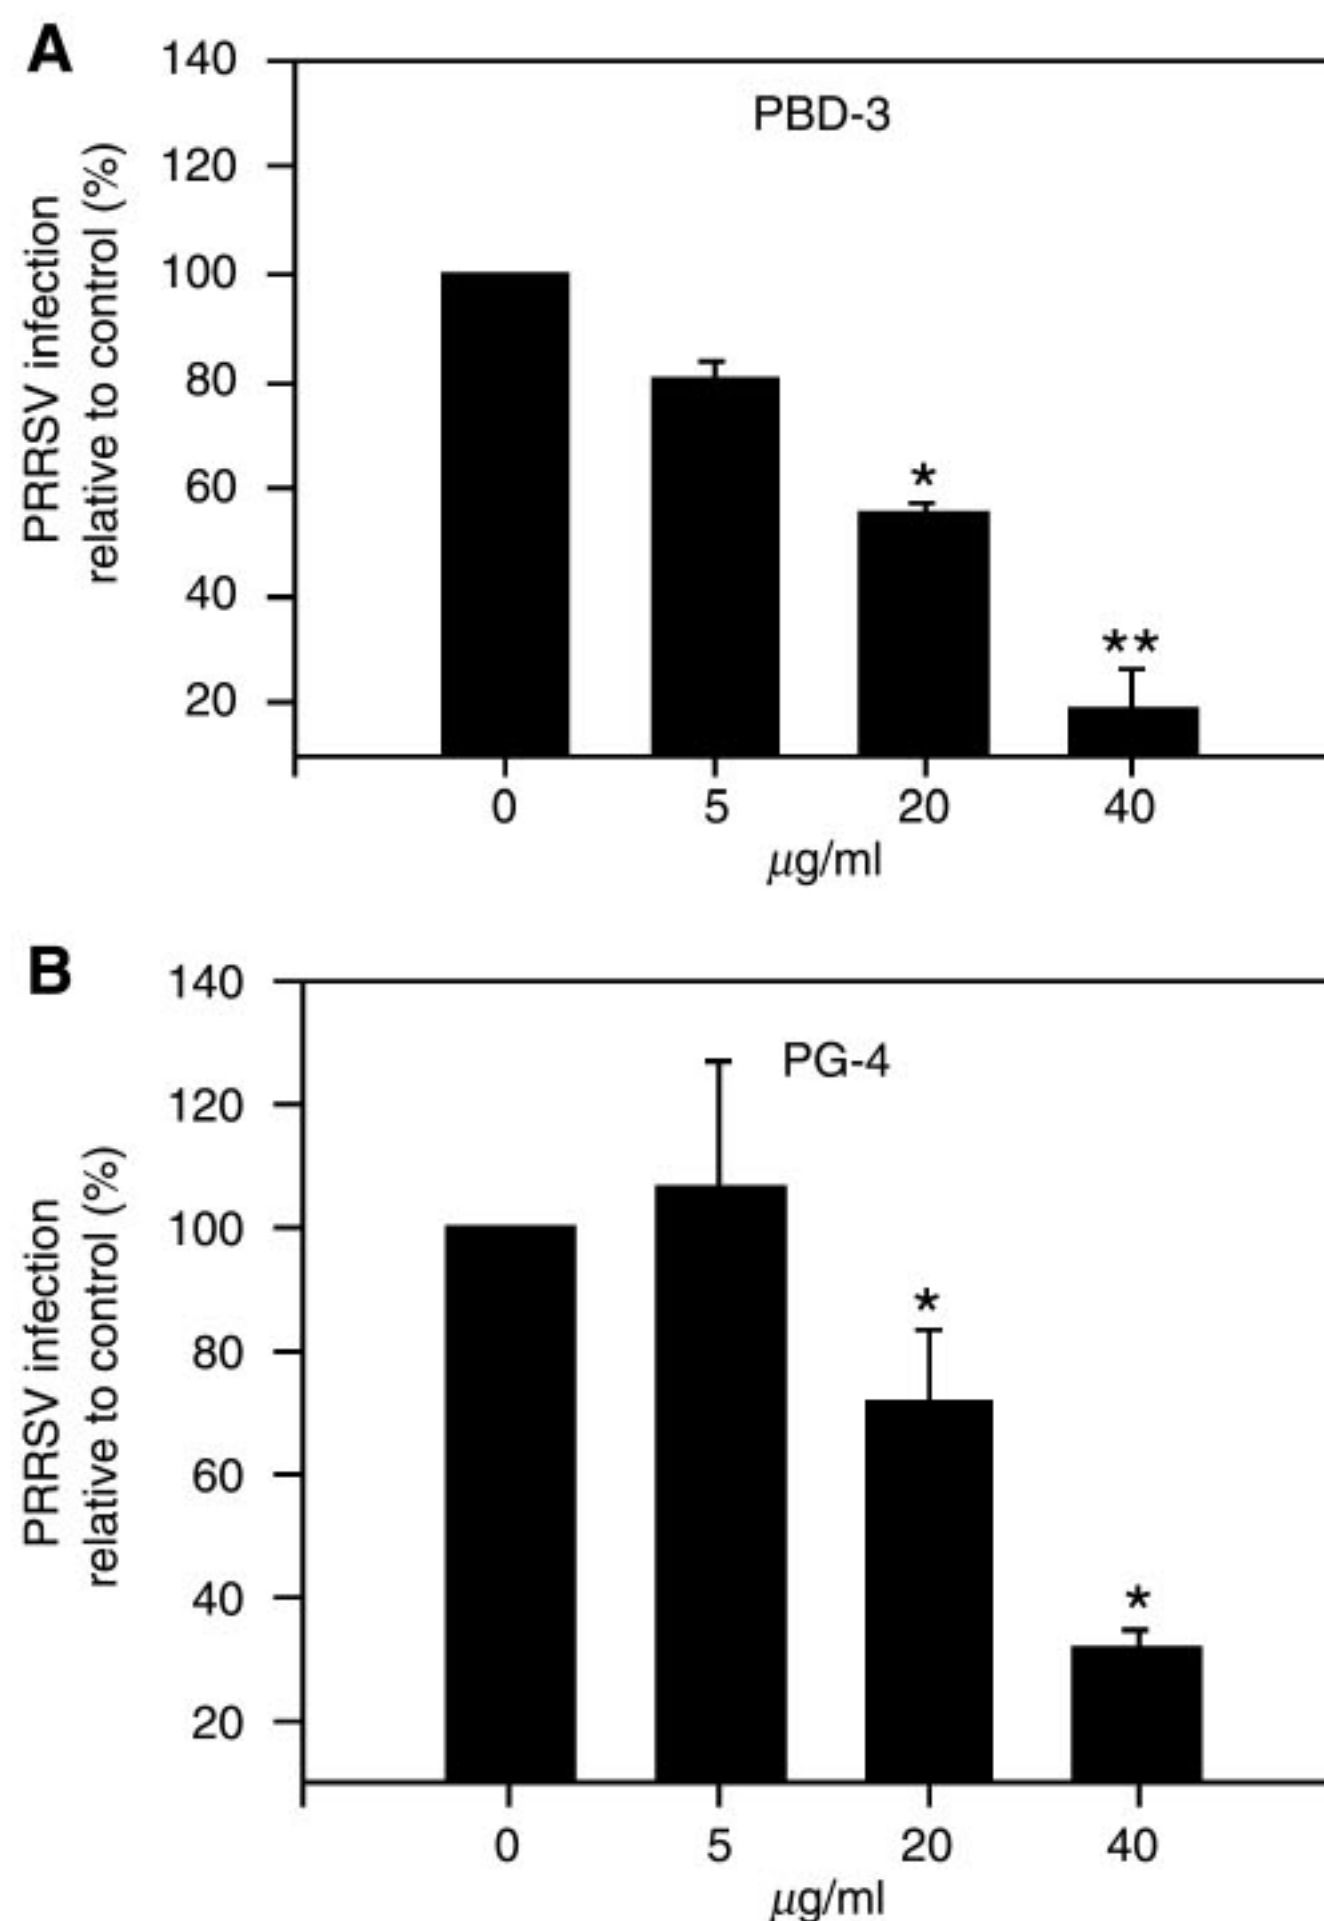 A
PBD-3
PRRSV infection
relative to control (%)
140
120
100
80
60
40
20
*
**
0 5 20 40
µg/ml
B
PG-4
PRRSV infection
relative to control (%)
140
120
100
80
60
40
20
*
*
0 5 20 40
µg/ml